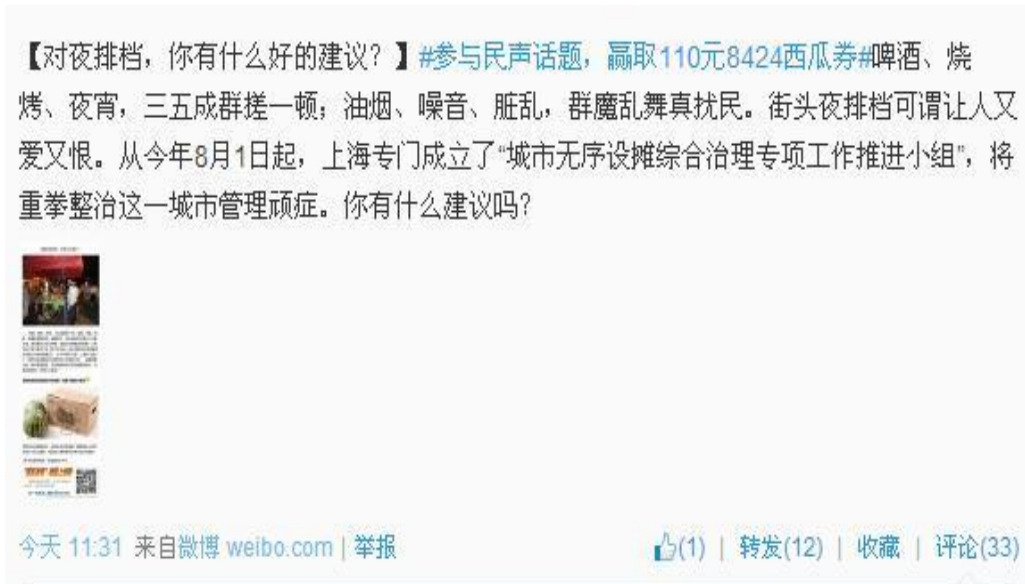 【对夜排档，你有什么好的建议？】#参与民声话题，赢取110元8424西瓜券#啤酒、烧
烤、夜宵，三五成群搓一顿；油烟、噪音、脏乱，群魔乱舞真扰民。街头夜排档可谓让人又
爱又恨。从今年8月1日起，上海专门成立了“城市无序设摊综合治理专项工作推进小组”，将
重拳整治这一城市管理顽症。你有什么建议吗？
今天 11:31 来自微博 weibo.com | 举报
(1) | 转发(12) | 收藏 | 评论(33)